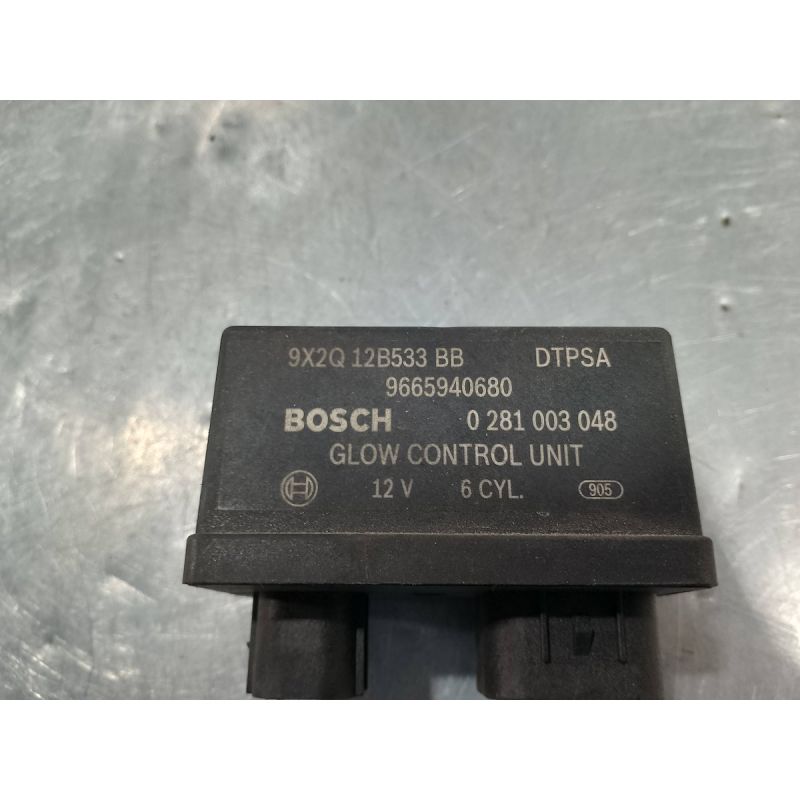 9X2Q 12B533 BB DTPSA
9665940680
BOSCH 0 281 003 048
GLOW CONTROL UNIT
12 V 6 CYL. 905